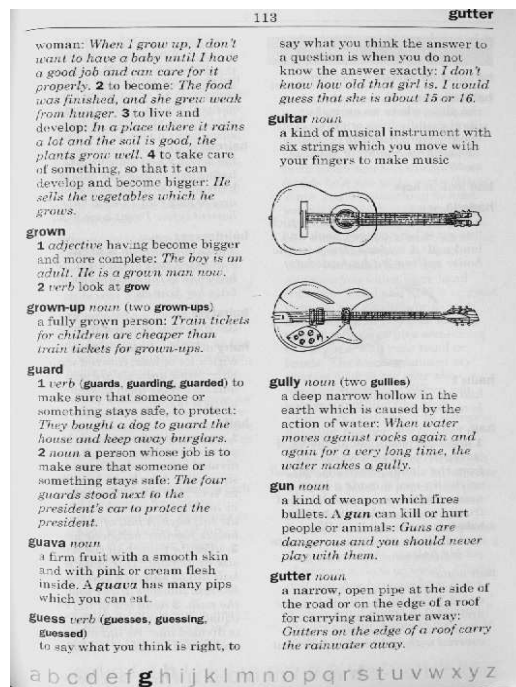 113
gutter
woman: When I grow up, I don't
want to have a baby until I have
a good job and can care for it
properly. 2 to become: The food
was finished, and she grew weak
from hunger. 3 to live and
develop: In a place where it rains
a lot and the soil is good, the
plants grow well. 4 to take care
of something, so that it can
develop and become bigger: He
sells the vegetables which he
grows.
grown
1 adjective having become bigger
and more complete: The boy is an
adult. He is a grown man now.
2 verb look at grow
grown-up noun (two grown-ups)
a fully grown person: Train tickets
for children are cheaper than
train tickets for grown-ups.
guard
1 verb (guards, guarding, guarded) to
make sure that someone or
something stays safe, to protect:
They bought a dog to guard the
house and keep away burglars.
2 noun a person whose job is to
make sure that someone or
something stays safe: The four
guards stood next to the
president's car to protect the
president.
guava noun
a firm fruit with a smooth skin
and with pink or cream flesh
inside. A guava has many pips
which you can eat.
guess verb (guesses, guessing,
guessed)
to say what you think is right, to
say what you think the answer to
a question is when you do not
know the answer exactly: I don't
know how old that girl is. I would
guess that she is about 15 or 16.
guitar noun
a kind of musical instrument with
six strings which you move with
your fingers to make music
gully noun (two gullies)
a deep narrow hollow in the
earth which is caused by the
action of water: When water
moves against rocks again and
again for a very long time, the
water makes a gully.
gun noun
a kind of weapon which fires
bullets. A gun can kill or hurt
people or animals: Guns are
dangerous and you should never
play with them.
gutter noun
a narrow, open pipe at the side of
the road or on the edge of a roof
for carrying rainwater away:
Gutters on the edge of a roof carry
the rainwater away.
a b c d e f g h i j k l m n o p q r s t u v w x y z